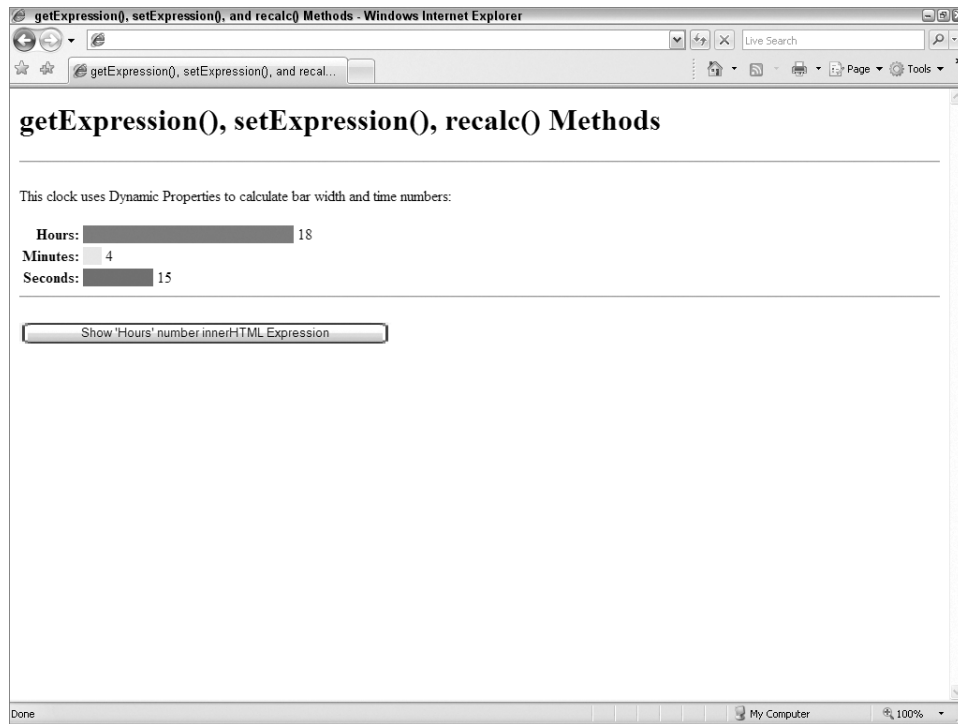 getExpression(), setExpression(), and recalc() Methods - Windows Internet Explorer
Live Search
getExpression(), setExpression(), and recal...
Page
Tools
getExpression(), setExpression(), recalc() Methods
This clock uses Dynamic Properties to calculate bar width and time numbers:
Hours: 18
Minutes: 4
Seconds: 15
Show 'Hours' number innerHTML Expression
Done
My Computer
100%